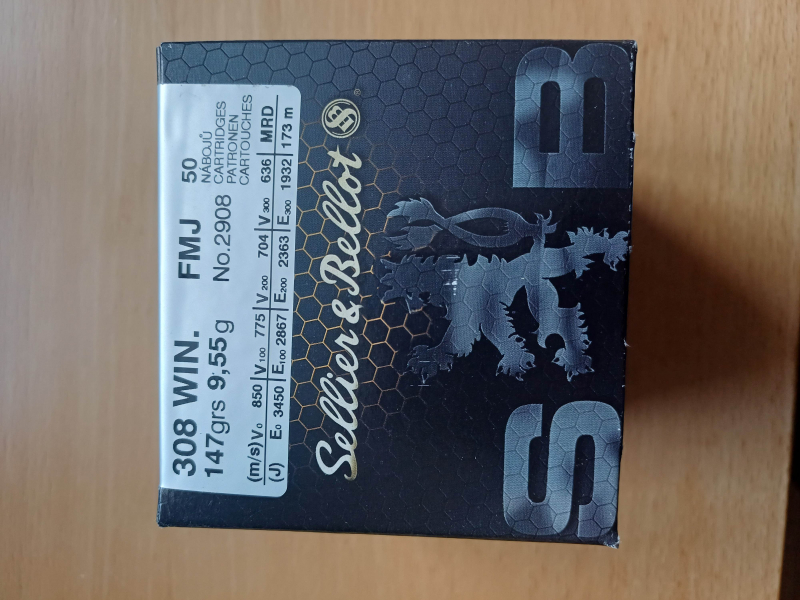 308 WIN. FMJ 50
147grs 9,55g No.2908
NÁBOJŮ
CARTRIDGES
PATRONEN
CARTOUCHES
(m/s) V0 850 V100 775 V200 704 V300 636 MRD
(J) E0 3450 E100 2867 E200 2363 E300 1932 173 m
Sellier & Bellot SB ®
S B